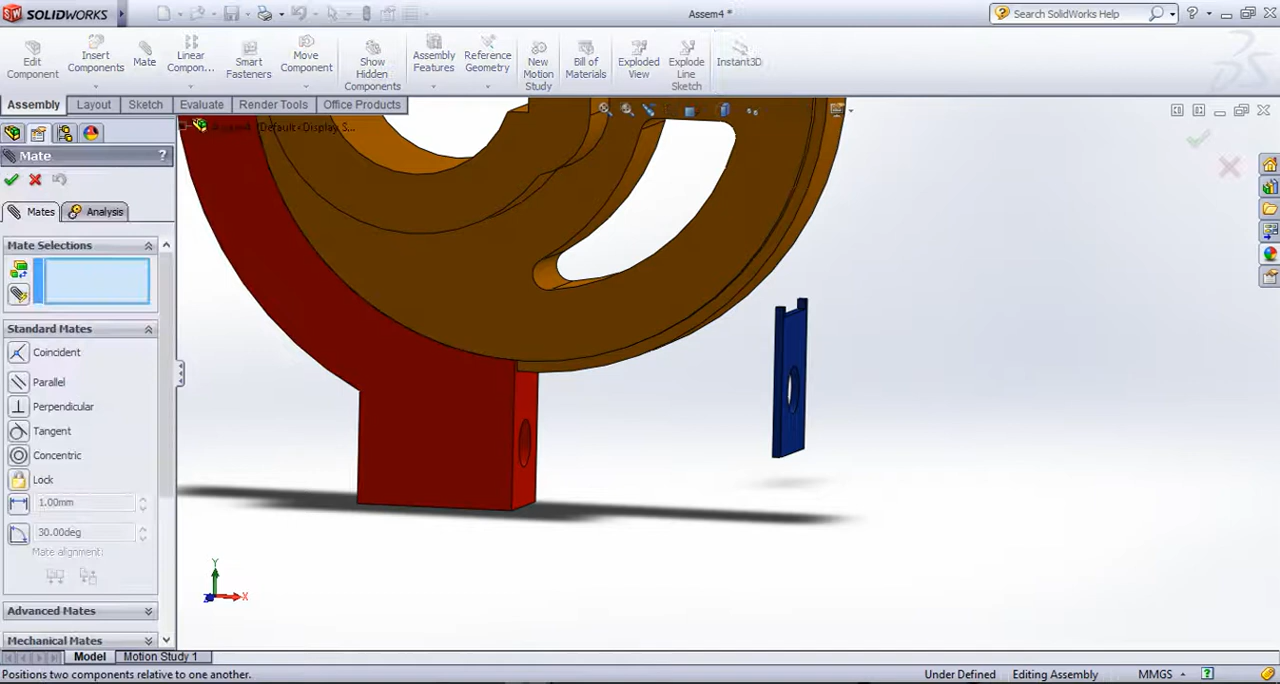 SOLIDWORKS
Assem4 *
Search SolidWorks Help
Edit Component
Insert Components
Mate
Linear Compon...
Smart Fasteners
Move Component
Show Hidden Components
Assembly Features
Reference Geometry
New Motion Study
Bill of Materials
Exploded View
Explode Line Sketch
Instant3D
Assembly
Layout
Sketch
Evaluate
Render Tools
Office Products
Assem4 (Default<Display S...
Mate
?
Mates
Analysis
Mate Selections
Standard Mates
Coincident
Parallel
Perpendicular
Tangent
Concentric
Lock
1.00mm
30.00deg
Mate alignment:
Advanced Mates
Mechanical Mates
Y
X
Model
Motion Study 1
Positions two components relative to one another.
Under Defined
Editing Assembly
MMGS